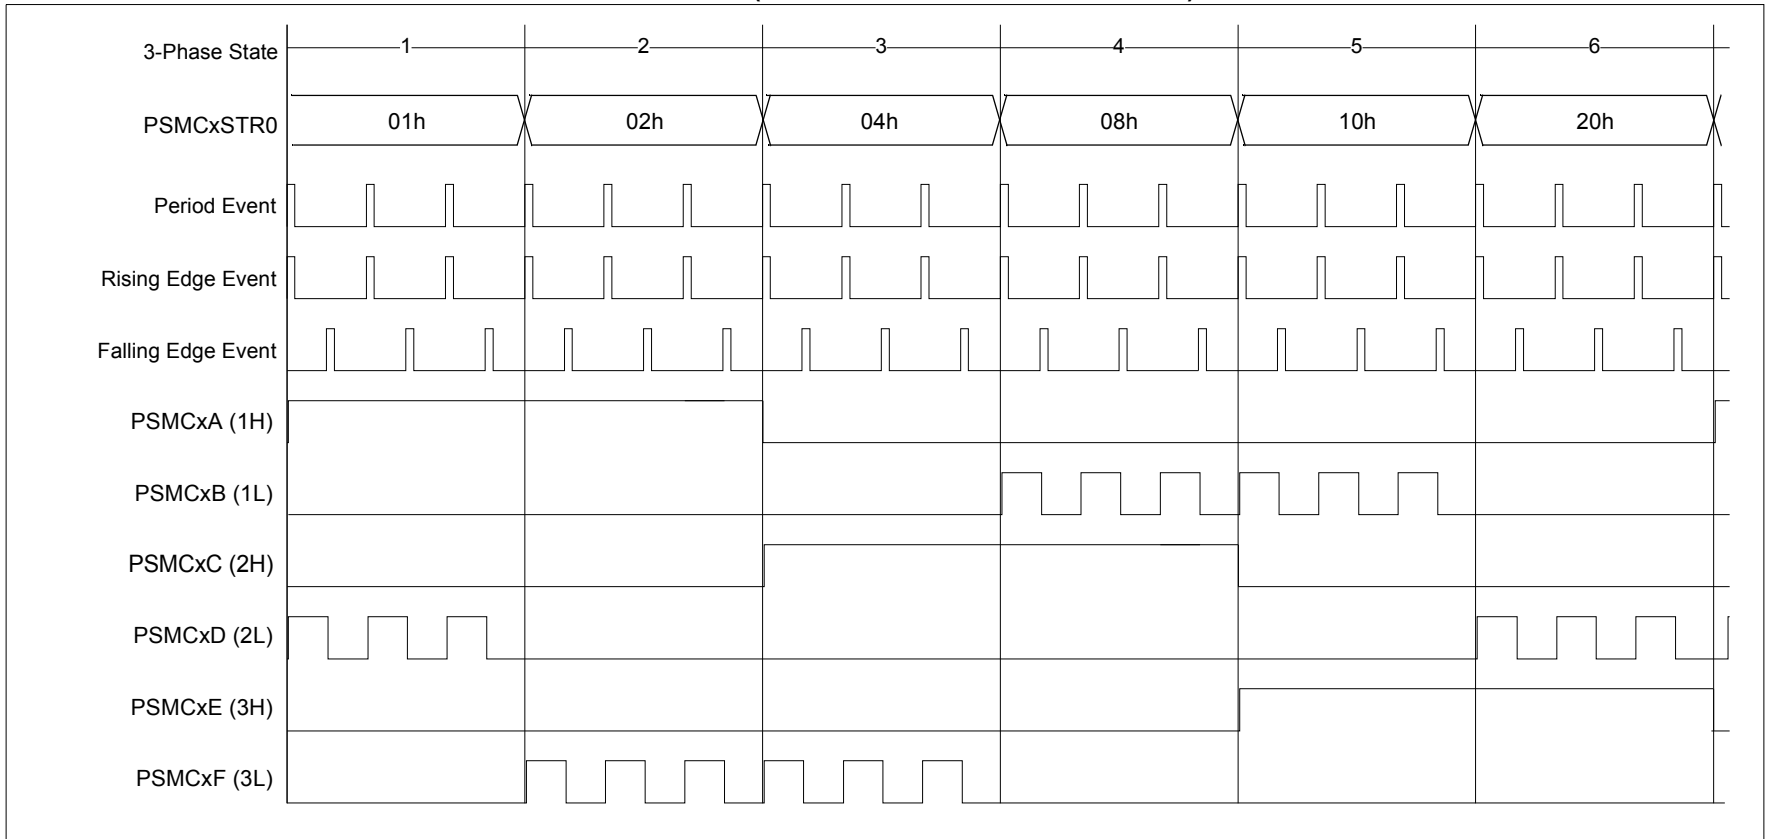 3-Phase State 1 2 3 4 5 6
PSMCxSTR0 01h 02h 04h 08h 10h 20h
Period Event
Rising Edge Event
Falling Edge Event
PSMCxA (1H)
PSMCxB (1L)
PSMCxC (2H)
PSMCxD (2L)
PSMCxE (3H)
PSMCxF (3L)